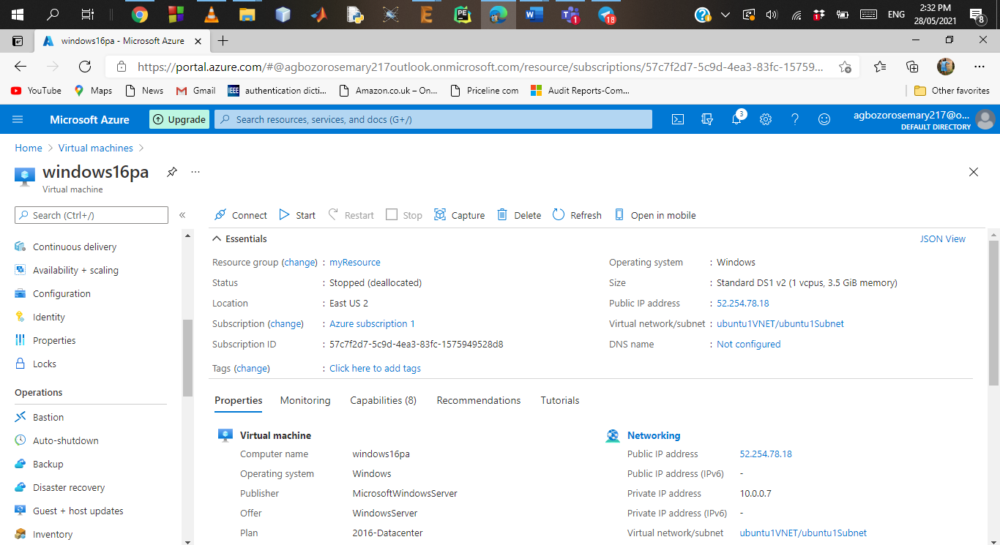 2:32 PM
ENG
28/05/2021
1
18
1
8
windows16pa - Microsoft Azure
https://portal.azure.com/#@agbozorosemary217outlook.onmicrosoft.com/resource/subscriptions/57c7f2d7-5c9d-4ea3-83fc-15759...
YouTube Maps News Gmail IEEE authentication dicti... Amazon.co.uk – On... Priceline com Audit Reports-Com... Other favorites
Microsoft Azure Upgrade Search resources, services, and docs (G+/) 3 agbozorosemary217@o...
DEFAULT DIRECTORY
Home > Virtual machines >
windows16pa ...
Virtual machine
Search (Ctrl+/) «
Continuous delivery
Availability + scaling
Configuration
Identity
Properties
Locks
Operations
Bastion
Auto-shutdown
Backup
Disaster recovery
Guest + host updates
Inventory
Connect Start Restart Stop Capture Delete Refresh Open in mobile
Essentials JSON View
Resource group (change) : myResource
Status : Stopped (deallocated)
Location : East US 2
Subscription (change) : Azure subscription 1
Subscription ID : 57c7f2d7-5c9d-4ea3-83fc-1575949528d8
Tags (change) : Click here to add tags
Operating system : Windows
Size : Standard DS1 v2 (1 vcpus, 3.5 GiB memory)
Public IP address : 52.254.78.18
Virtual network/subnet : ubuntu1VNET/ubuntu1Subnet
DNS name : Not configured
Properties Monitoring Capabilities (8) Recommendations Tutorials
Virtual machine
Computer name windows16pa
Operating system Windows
Publisher MicrosoftWindowsServer
Offer WindowsServer
Plan 2016-Datacenter
Networking
Public IP address 52.254.78.18
Public IP address (IPv6) -
Private IP address 10.0.0.7
Private IP address (IPv6) -
Virtual network/subnet ubuntu1VNET/ubuntu1Subnet